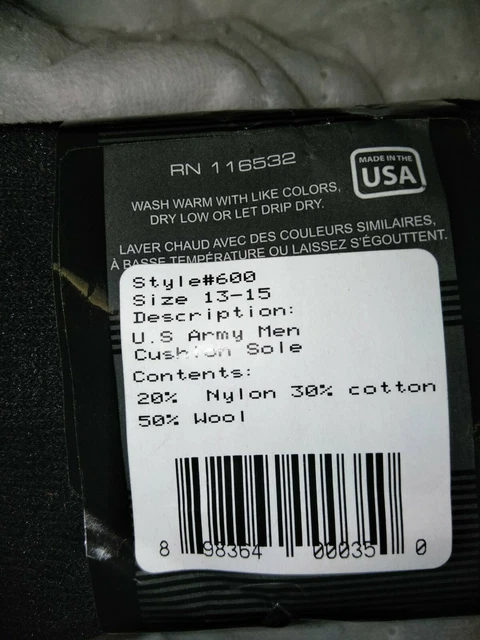 RN 116532
MADE IN THE
USA
WASH WARM WITH LIKE COLORS,
DRY LOW OR LET DRIP DRY.
LAVER CHAUD AVEC DES COULEURS SIMILAIRES,
À BASSE TEMPÉRATURE OU LAISSEZ S'ÉGOUTTENT.
Style#600
Size 13-15
Description:
U.S Army Men
Cushion Sole
Contents:
20% Nylon 30% cotton
50% Wool
8 98364 00035 0